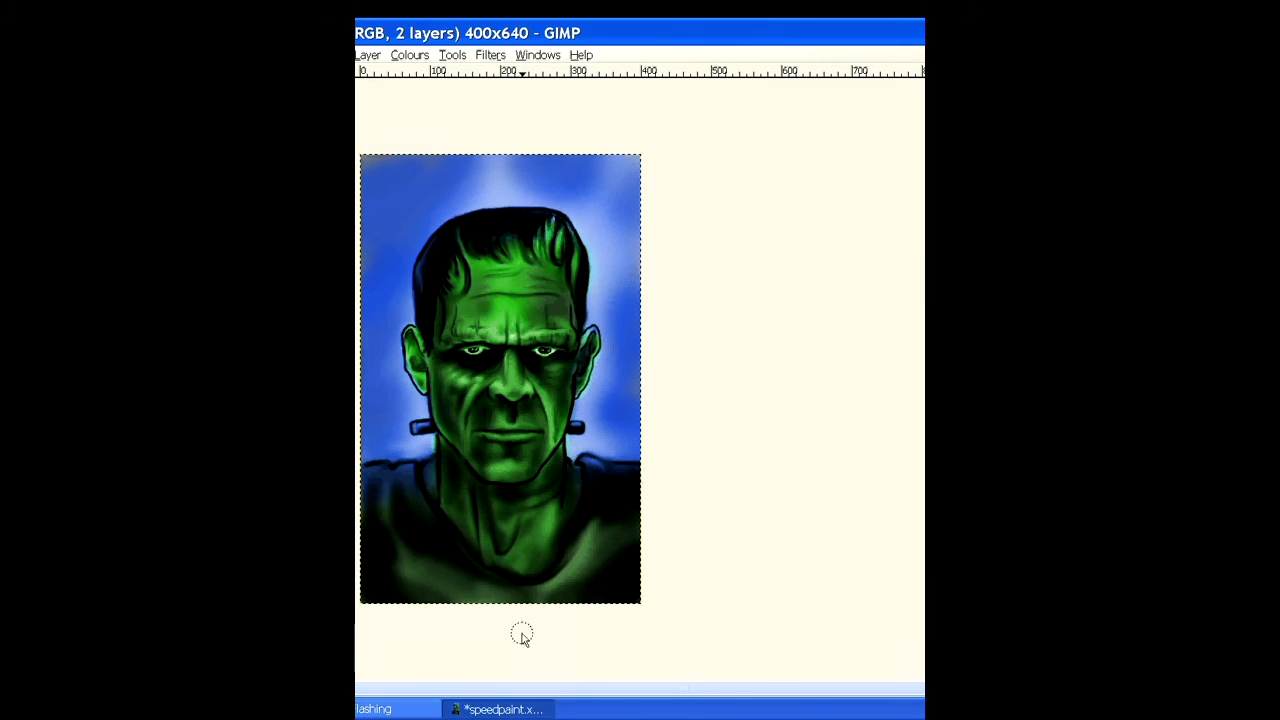 RGB, 2 layers) 400x640 – GIMP
Layer Colours Tools Filters Windows Help
0 100 200 300 400 500 600 700
lashing *speedpaint.x...